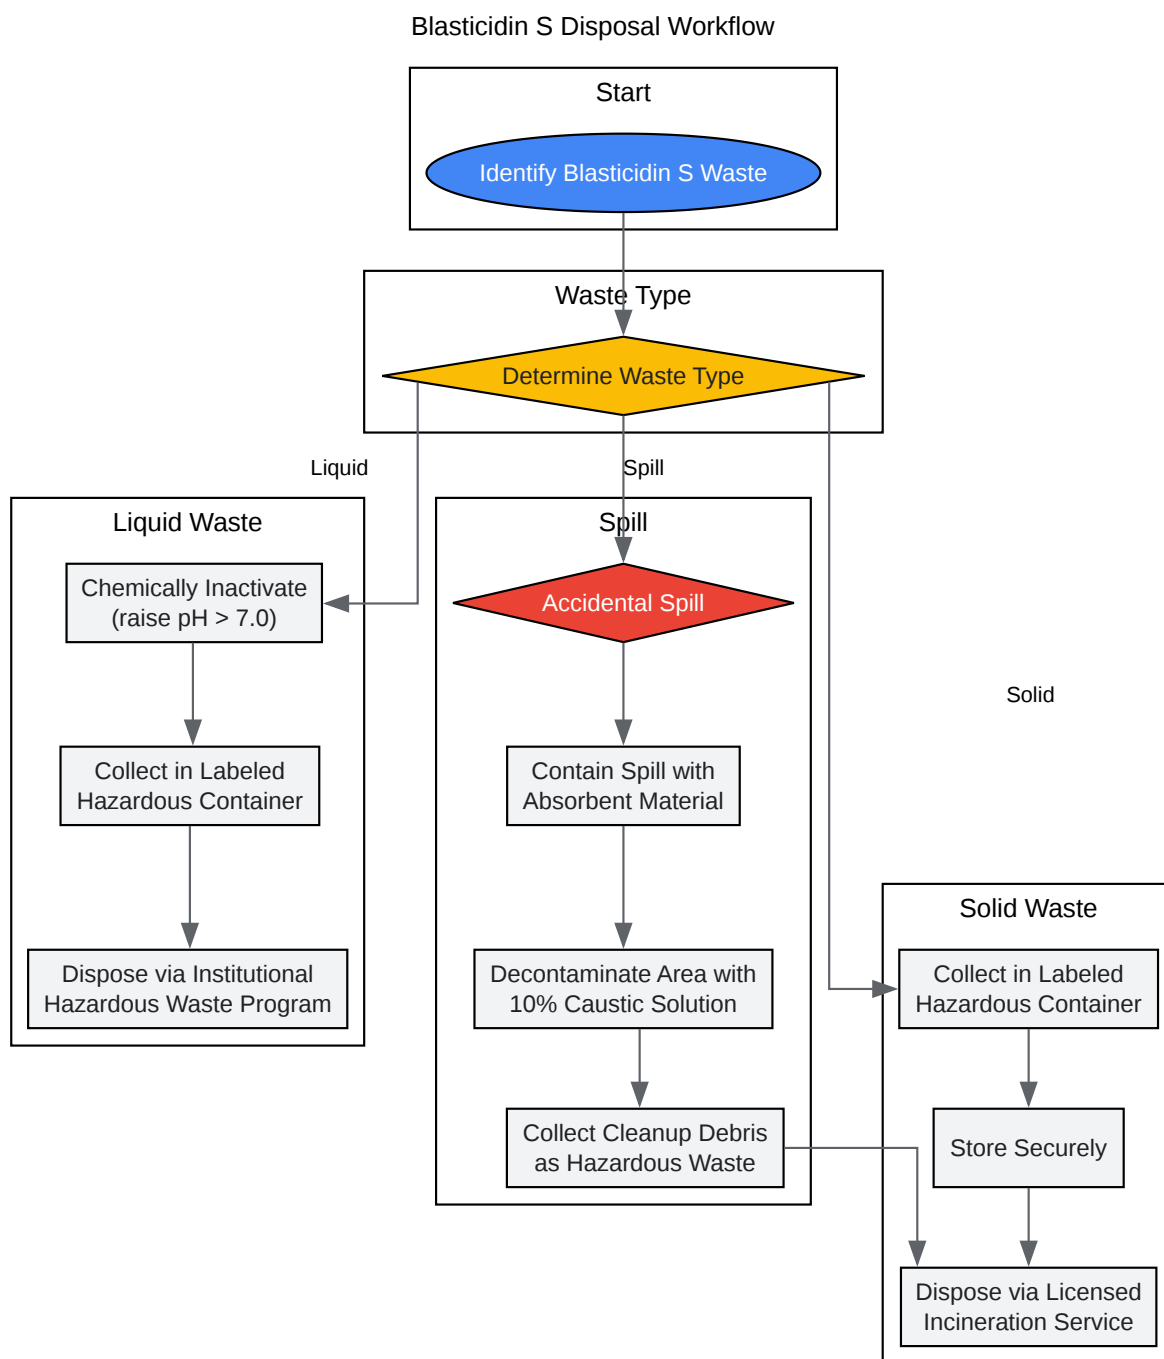 Blasticidin S Disposal Workflow
Start
Identify Blasticidin S Waste
Waste Type
Determine Waste Type
Liquid
Spill
Solid
Liquid Waste
Chemically Inactivate
(raise pH > 7.0)
Collect in Labeled
Hazardous Container
Dispose via Institutional
Hazardous Waste Program
Spill
Accidental Spill
Contain Spill with
Absorbent Material
Decontaminate Area with
10% Caustic Solution
Collect Cleanup Debris
as Hazardous Waste
Solid Waste
Collect in Labeled
Hazardous Container
Store Securely
Dispose via Licensed
Incineration Service